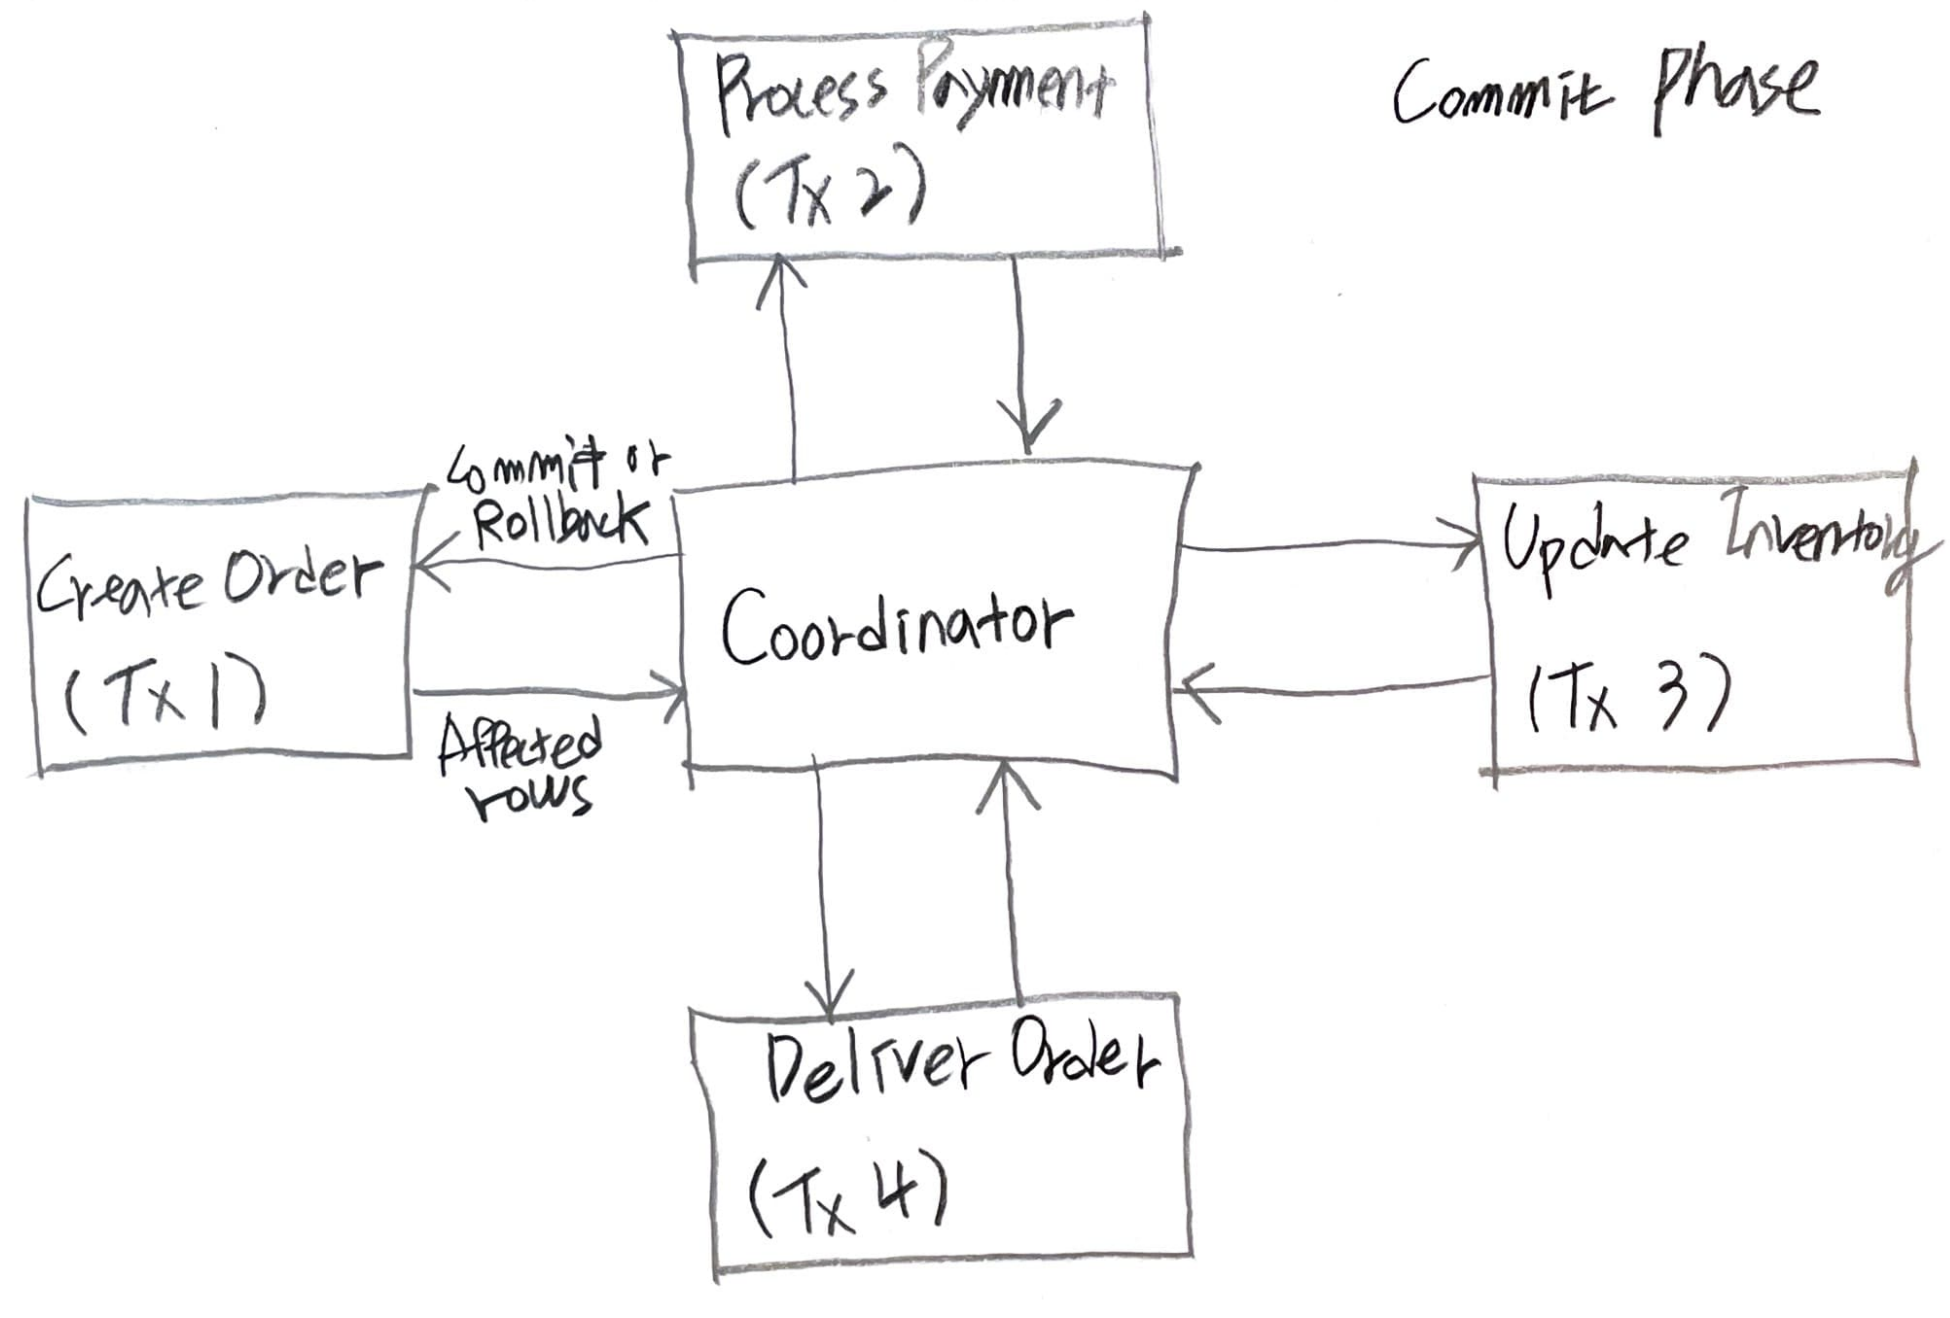 Process Payment
(Tx 2)
Commit Phase
Commit or
Rollback
Create Order
(Tx 1)
Affected
rows
Coordinator
Update Inventory
(Tx 3)
Deliver Order
(Tx 4)